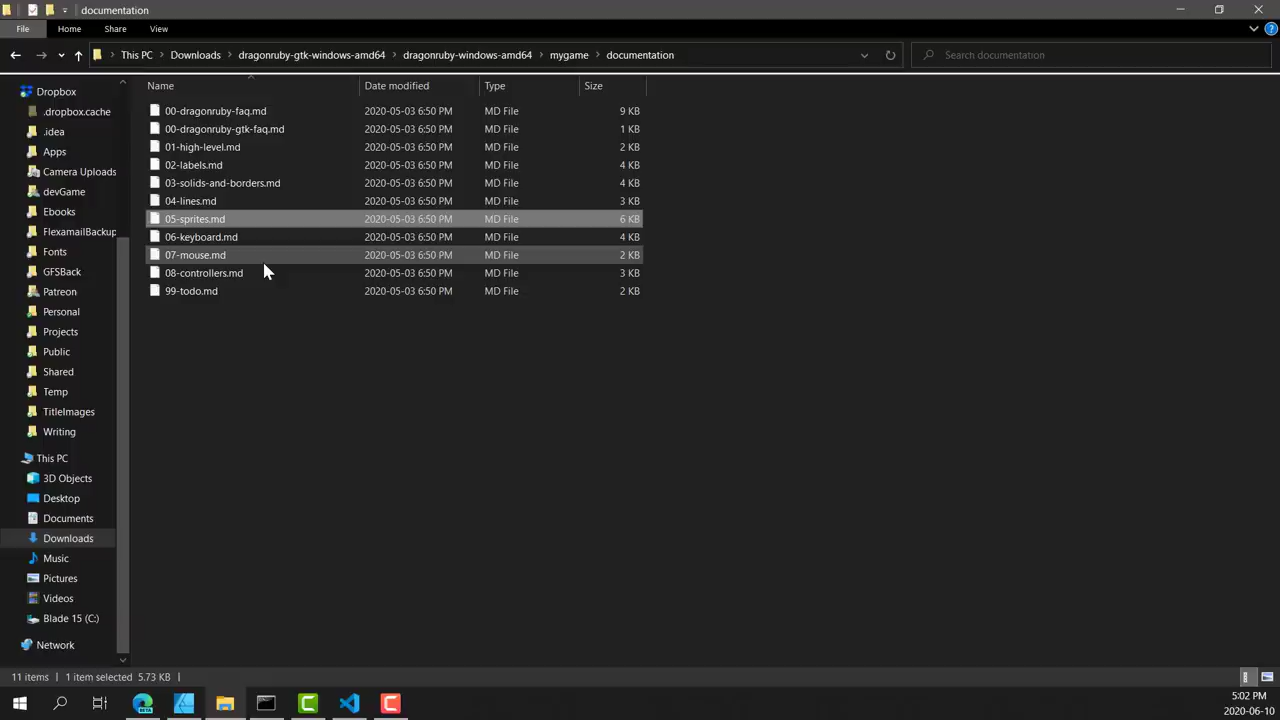 documentation
File Home Share View
This PC Downloads dragonruby-gtk-windows-amd64 dragonruby-windows-amd64 mygame documentation Search documentation
Name Date modified Type Size
Dropbox
.dropbox.cache
.idea
Apps
Camera Uploads
devGame
Ebooks
FlexamailBackup
Fonts
GFSBack
Patreon
Personal
Projects
Public
Shared
Temp
TitleImages
Writing
This PC
3D Objects
Desktop
Documents
Downloads
Music
Pictures
Videos
Blade 15 (C:)
Network
00-dragonruby-faq.md 2020-05-03 6:50 PM MD File 9 KB
00-dragonruby-gtk-faq.md 2020-05-03 6:50 PM MD File 1 KB
01-high-level.md 2020-05-03 6:50 PM MD File 2 KB
02-labels.md 2020-05-03 6:50 PM MD File 4 KB
03-solids-and-borders.md 2020-05-03 6:50 PM MD File 4 KB
04-lines.md 2020-05-03 6:50 PM MD File 3 KB
05-sprites.md 2020-05-03 6:50 PM MD File 6 KB
06-keyboard.md 2020-05-03 6:50 PM MD File 4 KB
07-mouse.md 2020-05-03 6:50 PM MD File 2 KB
08-controllers.md 2020-05-03 6:50 PM MD File 3 KB
99-todo.md 2020-05-03 6:50 PM MD File 2 KB
11 items 1 item selected 5.73 KB
BETA
5:02 PM
2020-06-10